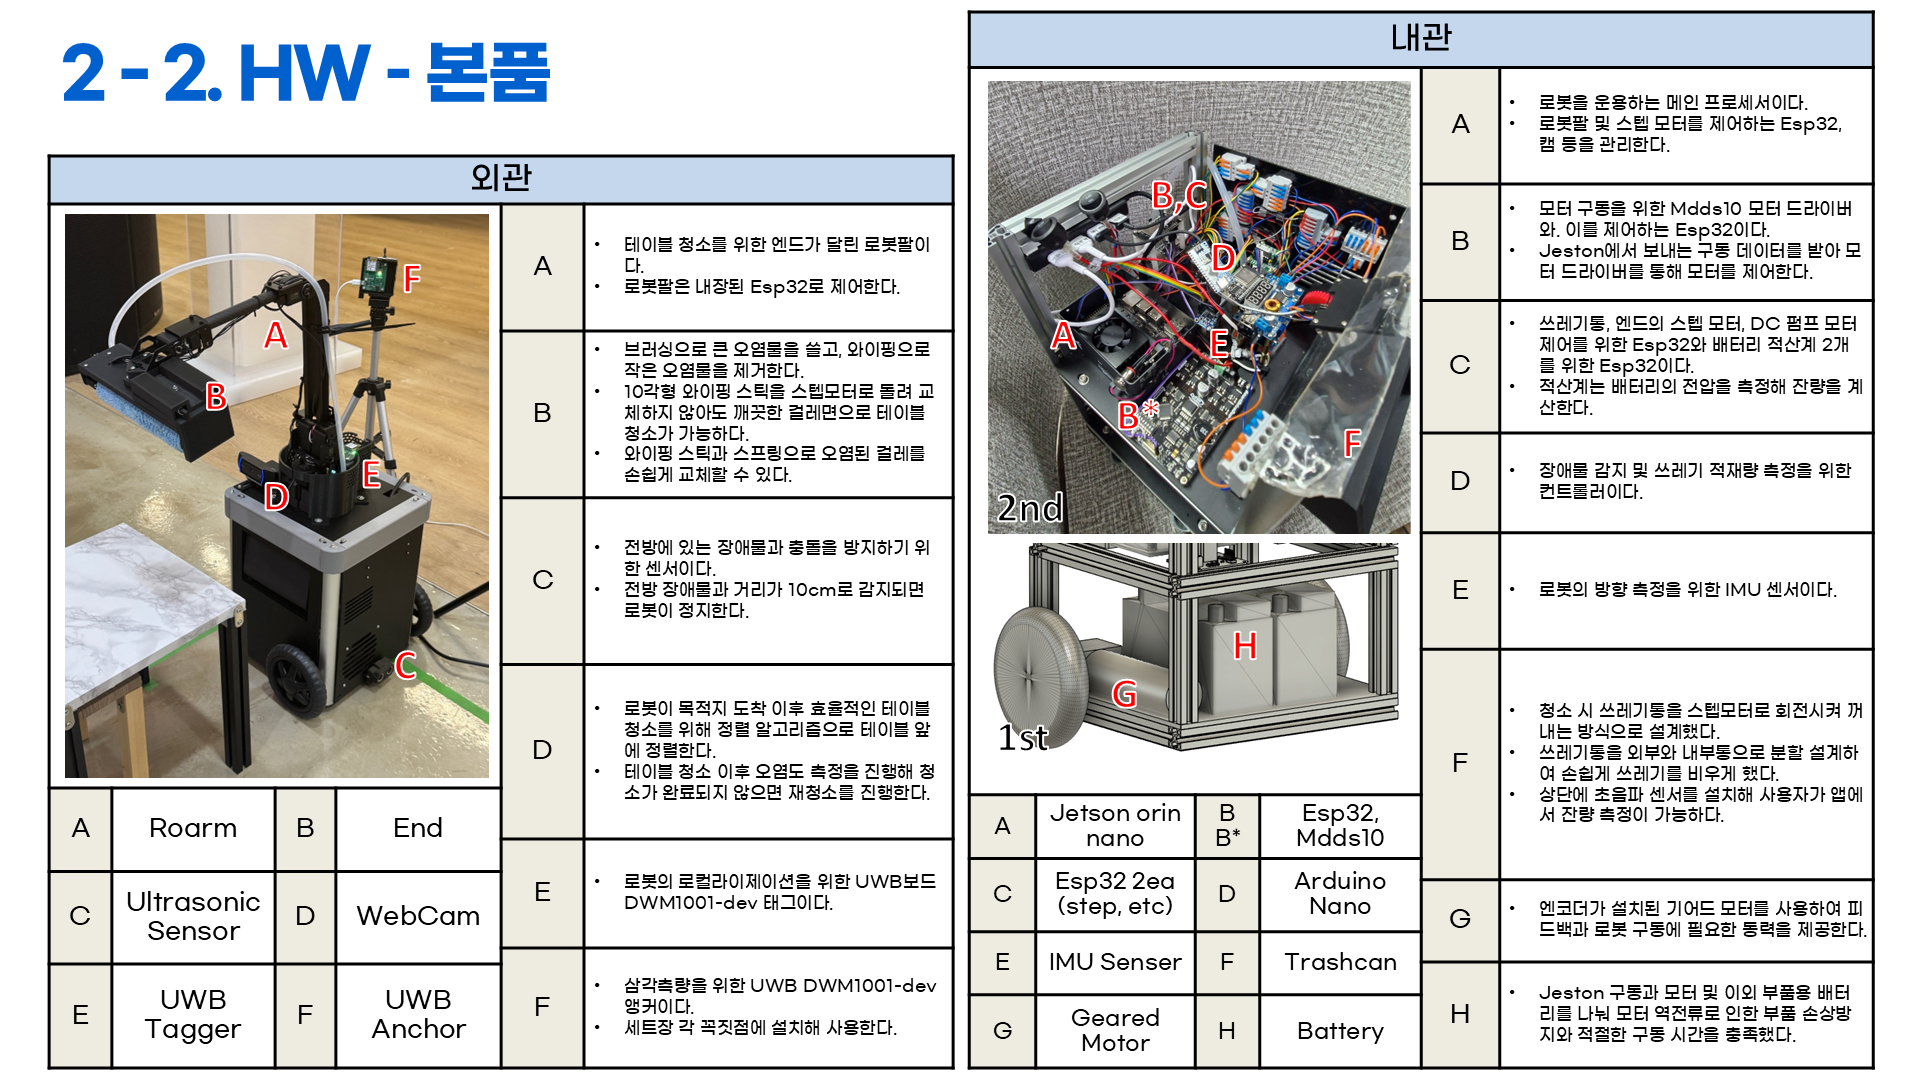 2 - 2. HW - 본품
외관
A
B
C
D
E
F
A
Roarm
B
End
C
Ultrasonic
Sensor
D
WebCam
E
UWB
Tagger
F
UWB
Anchor
A
• 테이블 청소를 위한 엔드가 달린 로봇팔이
다.
• 로봇팔은 내장된 Esp32로 제어한다.
B
• 브러싱으로 큰 오염물을 쓸고, 와이핑으로
작은 오염물을 제거한다.
• 10각형 와이핑 스틱을 스텝모터로 돌려 교
체하지 않아도 깨끗한 걸레면으로 테이블
청소가 가능하다.
• 와이핑 스틱과 스프링으로 오염된 걸레를
손쉽게 교체할 수 있다.
C
• 전방에 있는 장애물과 충돌을 방지하기 위
한 센서이다.
• 전방 장애물과 거리가 10cm로 감지되면
로봇이 정지한다.
D
• 로봇이 목적지 도착 이후 효율적인 테이블
청소를 위해 정렬 알고리즘으로 테이블 앞
에 정렬한다.
• 테이블 청소 이후 오염도 측정을 진행해 청
소가 완료되지 않으면 재청소를 진행한다.
E
• 로봇의 로컬라이제이션을 위한 UWB보드
DWM1001-dev 태그이다.
F
• 삼각측량을 위한 UWB DWM1001-dev
앵커이다.
• 세트장 각 꼭짓점에 설치해 사용한다.
내관
B,C
D
A
E
B*
F
2nd
H
G
1st
A
Jetson orin
nano
B
B*
Esp32,
Mdds10
C
Esp32 2ea
(step, etc)
D
Arduino
Nano
E
IMU Senser
F
Trashcan
G
Geared
Motor
H
Battery
A
• 로봇을 운용하는 메인 프로세서이다.
• 로봇팔 및 스텝 모터를 제어하는 Esp32,
캠 등을 관리한다.
B
• 모터 구동을 위한 Mdds10 모터 드라이버
와. 이를 제어하는 Esp32이다.
• Jeston에서 보내는 구동 데이터를 받아 모
터 드라이버를 통해 모터를 제어한다.
C
• 쓰레기통, 엔드의 스텝 모터, DC 펌프 모터
제어를 위한 Esp32와 배터리 적산계 2개
를 위한 Esp32이다.
• 적산계는 배터리의 전압을 측정해 잔량을 계
산한다.
D
• 장애물 감지 및 쓰레기 적재량 측정을 위한
컨트롤러이다.
E
• 로봇의 방향 측정을 위한 IMU 센서이다.
F
• 청소 시 쓰레기통을 스텝모터로 회전시켜 꺼
내는 방식으로 설계했다.
• 쓰레기통을 외부와 내부통으로 분할 설계하
여 손쉽게 쓰레기를 비우게 했다.
• 상단에 초음파 센서를 설치해 사용자가 앱에
서 잔량 측정이 가능하다.
G
• 엔코더가 설치된 기어드 모터를 사용하여 피
드백과 로봇 구동에 필요한 동력을 제공한다.
H
• Jeston 구동과 모터 및 이외 부품용 배터
리를 나눠 모터 역전류로 인한 부품 손상방
지와 적절한 구동 시간을 충족했다.